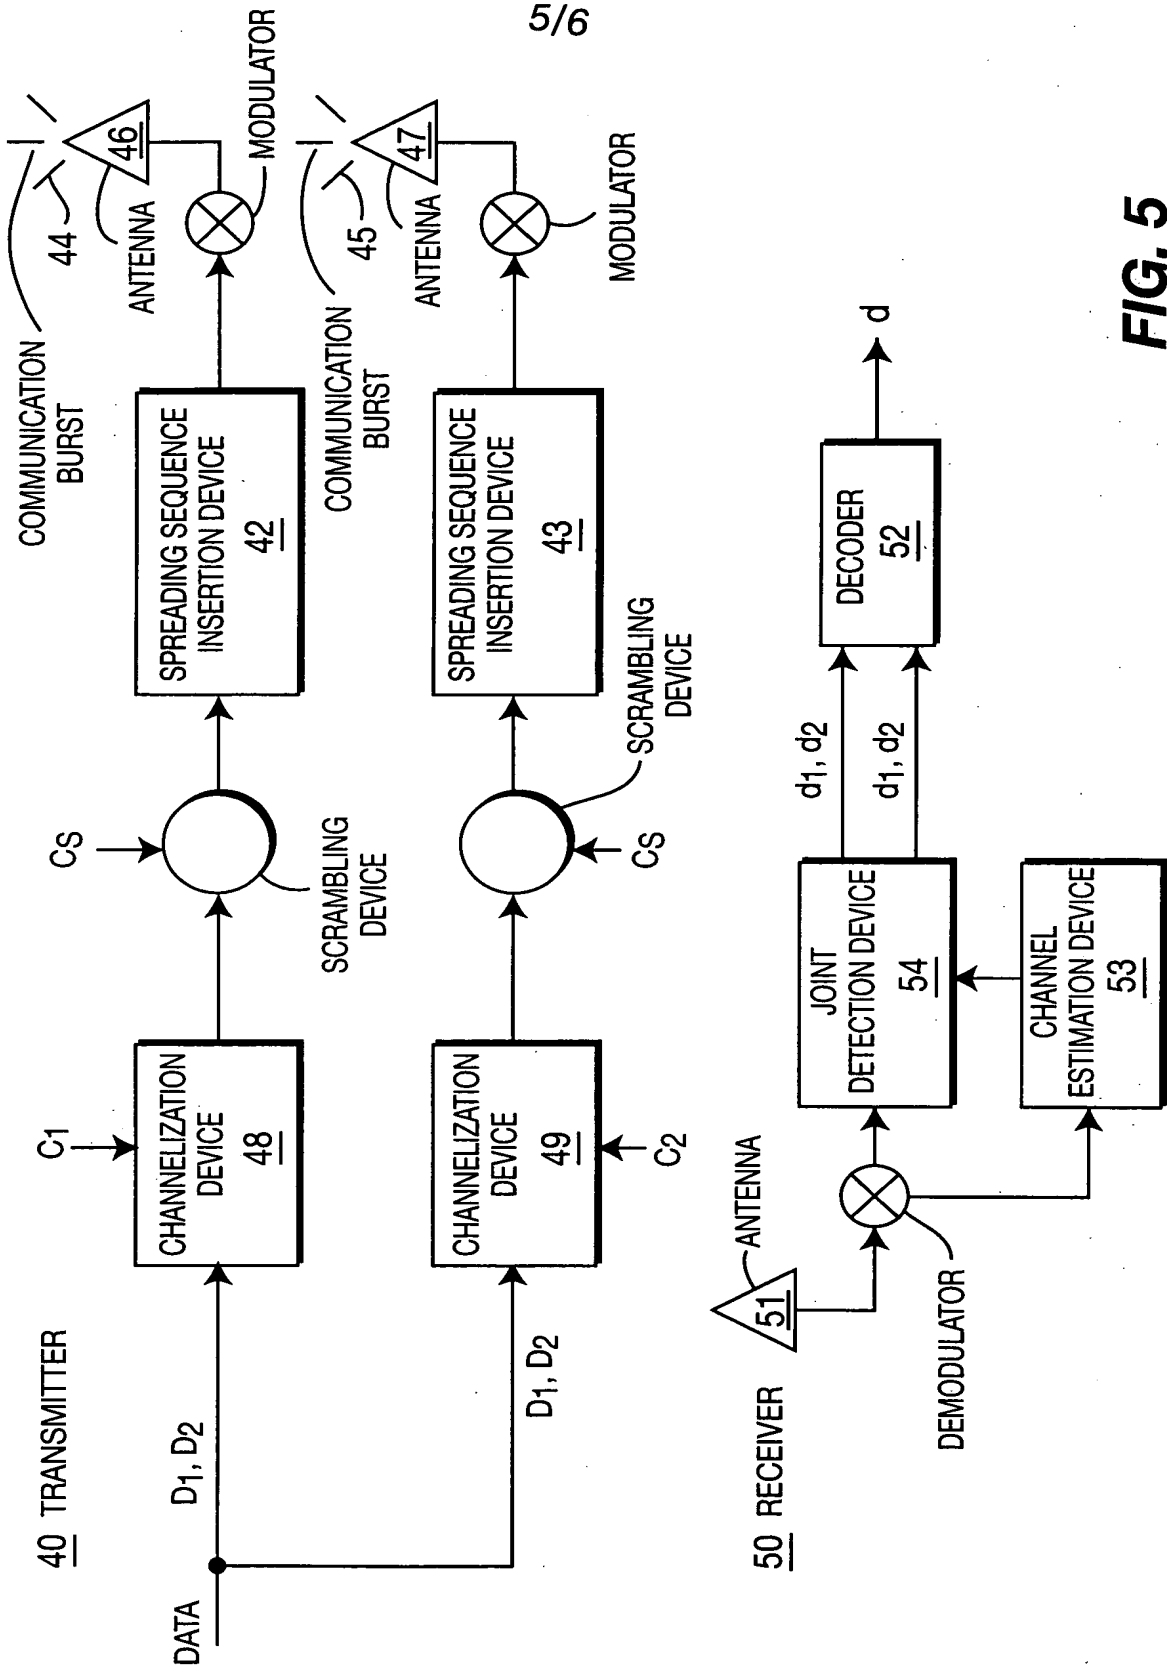 5/6
40 TRANSMITTER
DATA
D1, D2
D1, D2
C1
CHANNELIZATION
DEVICE
48
CS
SCRAMBLING
DEVICE
SPREADING SEQUENCE
INSERTION DEVICE
42
COMMUNICATION
BURST
44
ANTENNA
46
MODULATOR
CHANNELIZATION
DEVICE
49
C2
CS
SCRAMBLING
DEVICE
SPREADING SEQUENCE
INSERTION DEVICE
43
COMMUNICATION
BURST
45
ANTENNA
47
MODULATOR
50 RECEIVER
51
ANTENNA
DEMODULATOR
JOINT
DETECTION DEVICE
54
CHANNEL
ESTIMATION DEVICE
53
d1, d2
d1, d2
DECODER
52
d
FIG. 5